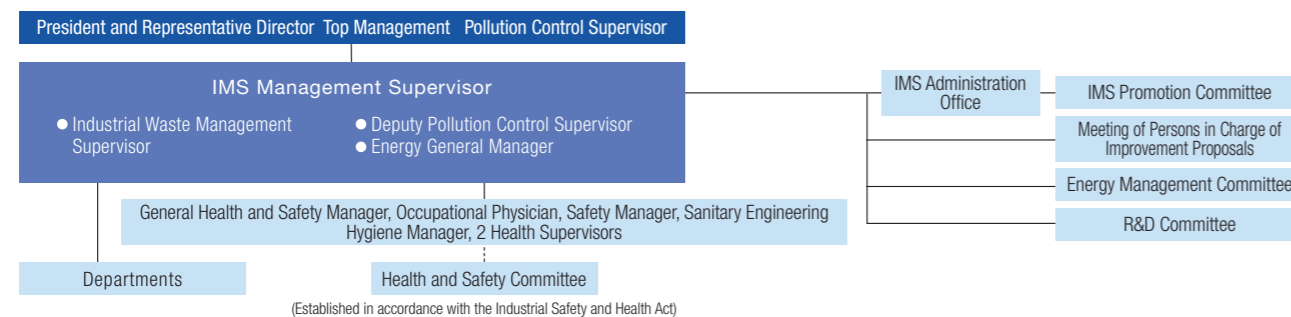 President and Representative Director Top Management Pollution Control Supervisor
IMS Management Supervisor
● Industrial Waste Management
Supervisor
● Deputy Pollution Control Supervisor
● Energy General Manager
IMS Administration
Office
IMS Promotion Committee
Meeting of Persons in Charge of
Improvement Proposals
Energy Management Committee
R&D Committee
General Health and Safety Manager, Occupational Physician, Safety Manager, Sanitary Engineering
Hygiene Manager, 2 Health Supervisors
Departments
Health and Safety Committee
(Established in accordance with the Industrial Safety and Health Act)